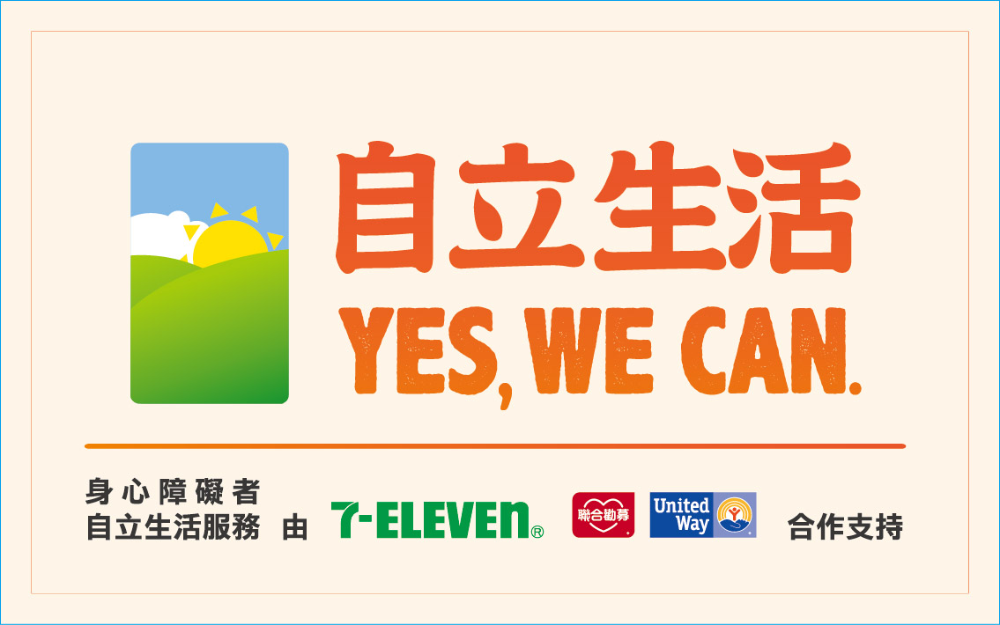 自立生活
YES, WE CAN.
身心障礙者
自立生活服務 由 7-ELEVEN® 聯合勸募 United Way 合作支持